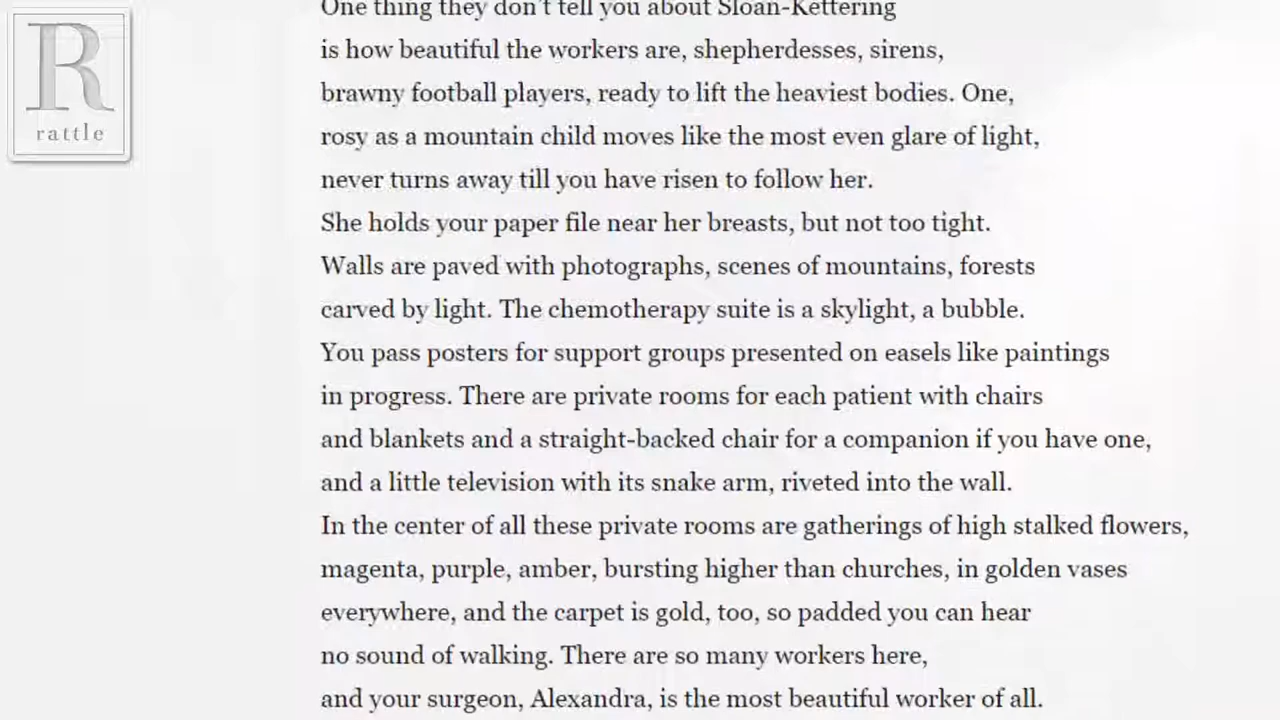 One thing they don't tell you about Sloan-Kettering
R
is how beautiful the workers are, shepherdesses, sirens,
brawny football players, ready to lift the heaviest bodies. One,
rattle
rosy as a mountain child moves like the most even glare of light,
never turns away till you have risen to follow her.
She holds your paper file near her breasts, but not too tight.
Walls are paved with photographs, scenes of mountains, forests
carved by light. The chemotherapy suite is a skylight, a bubble.
You pass posters for support groups presented on easels like paintings
in progress. There are private rooms for each patient with chairs
and blankets and a straight-backed chair for a companion if you have one,
and a little television with its snake arm, riveted into the wall.
In the center of all these private rooms are gatherings of high stalked flowers,
magenta, purple, amber, bursting higher than churches, in golden vases
everywhere, and the carpet is gold, too, so padded you can hear
no sound of walking. There are so many workers here,
and your surgeon, Alexandra, is the most beautiful worker of all.